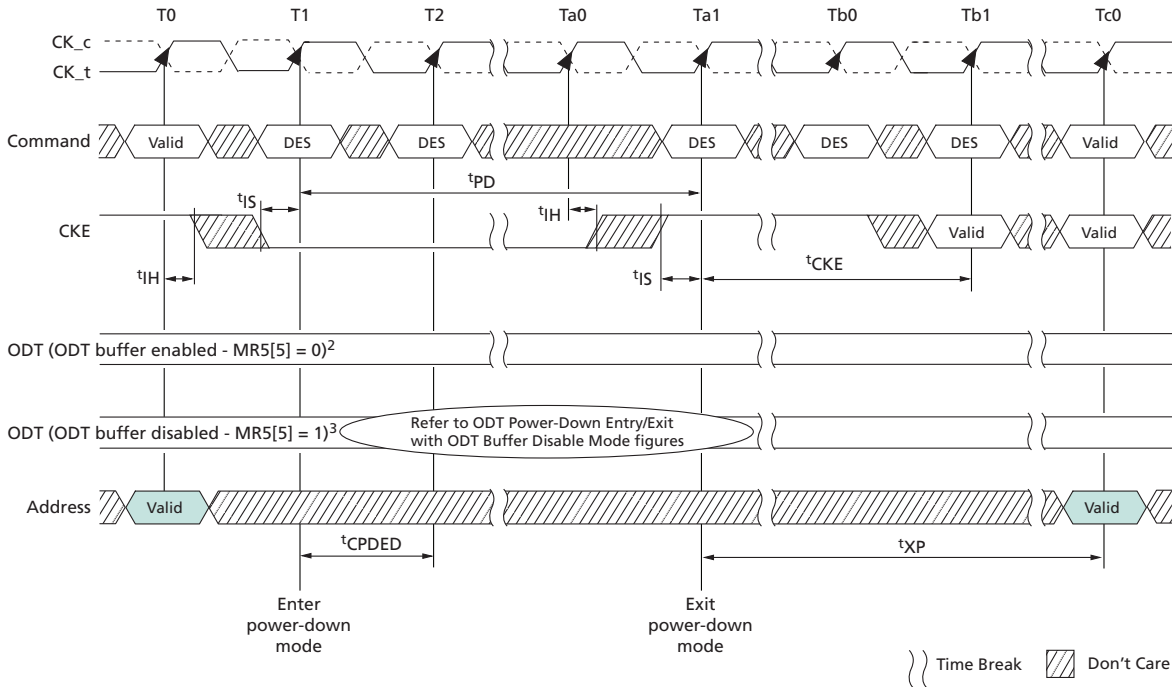 T0 T1 T2 Ta0 Ta1 Tb0 Tb1 Tc0
CK_c
CK_t
Command Valid DES DES DES DES DES Valid
tPD
tIS
tIH
CKE Valid Valid
tIH
tIS
tCKE
ODT (ODT buffer enabled - MR5[5] = 0)2
ODT (ODT buffer disabled - MR5[5] = 1)3
Refer to ODT Power-Down Entry/Exit
with ODT Buffer Disable Mode figures
Address Valid Valid
tCPDED
tXP
Enter
power-down
mode
Exit
power-down
mode
Time Break Don't Care